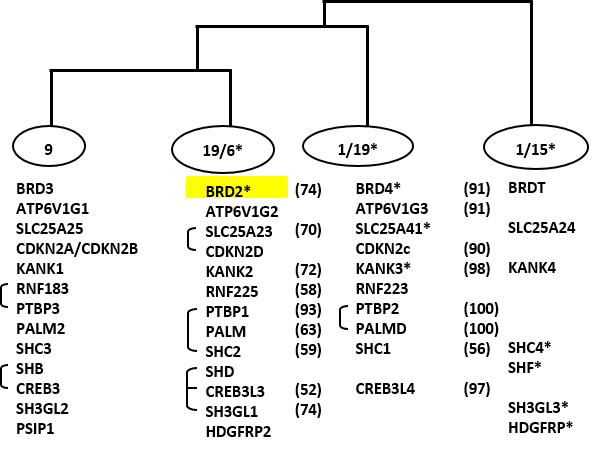 9 19/6* 1/19* 1/15*
BRD3 BRD2* (74) BRD4* (91) BRDT
ATP6V1G1 ATP6V1G2 ATP6V1G3 (91)
SLC25A25 SLC25A23 (70) SLC25A41* SLC25A24
CDKN2A/CDKN2B CDKN2D CDKN2c (90)
KANK1 KANK2 (72) KANK3* (98) KANK4
RNF183 RNF225 (58) RNF223
PTBP3 PTBP1 (93) PTBP2 (100)
PALM2 PALM (63) PALMD (100)
SHC3 SHC2 (59) SHC1 (56) SHC4*
SHB SHD SHF*
CREB3 CREB3L3 (52) CREB3L4 (97)
SH3GL2 SH3GL1 (74) SH3GL3*
PSIP1 HDGFRP2 HDGFRP*